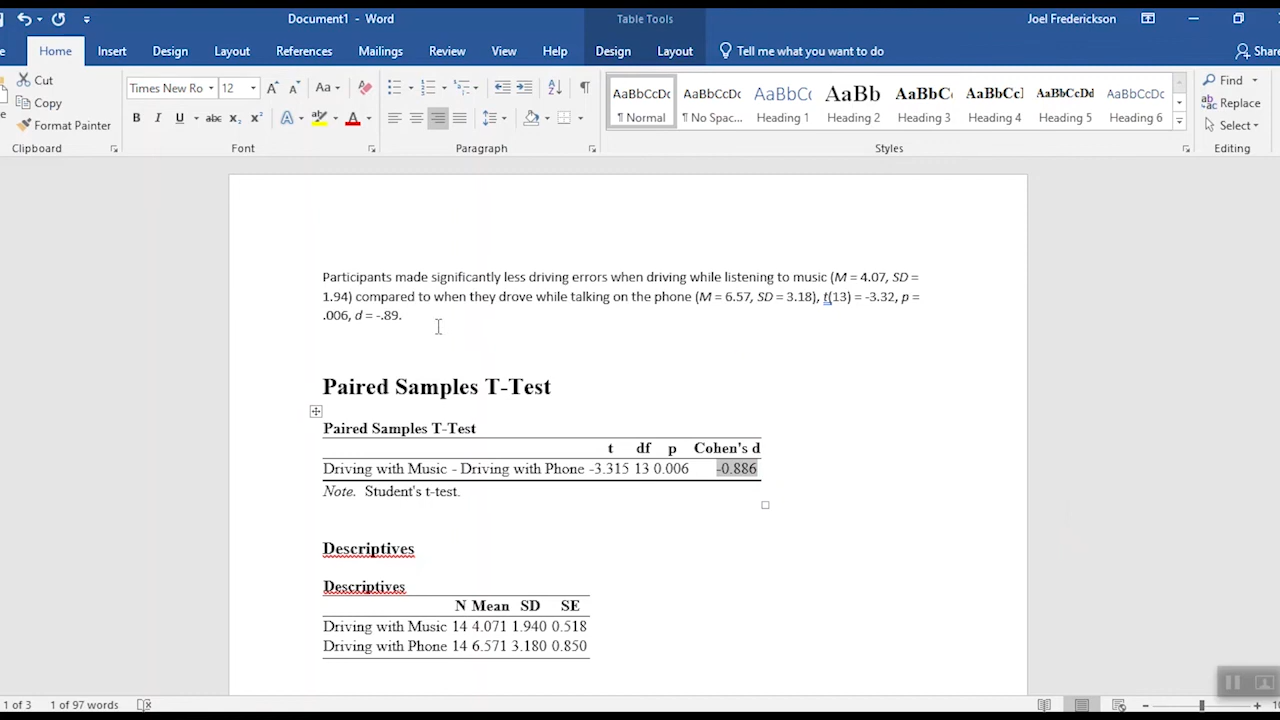 Document1 - Word
Table Tools
Joel Frederickson
Home Insert Design Layout References Mailings Review View Help Design Layout Tell me what you want to do Share
Cut
Copy
Format Painter
Clipboard
Times New Ro 12
Aa
B I U abc x₂ x²
Font
Paragraph
AaBbCcDc AaBbCcDc AaBbCc AaBb AaBbC AaBbCcI AaBbCcDc AaBbCcDc
¶ Normal ¶ No Spac... Heading 1 Heading 2 Heading 3 Heading 4 Heading 5 Heading 6
Styles
Find
Replace
Select
Editing
Participants made significantly less driving errors when driving while listening to music (M = 4.07, SD =
1.94) compared to when they drove while talking on the phone (M = 6.57, SD = 3.18), t(13) = -3.32, p =
.006, d = -.89.
Paired Samples T-Test
Paired Samples T-Test
t df p Cohen's d
Driving with Music - Driving with Phone -3.315 13 0.006 -0.886
Note. Student's t-test.
Descriptives
Descriptives
N Mean SD SE
Driving with Music 14 4.071 1.940 0.518
Driving with Phone 14 6.571 3.180 0.850
1 of 3 1 of 97 words